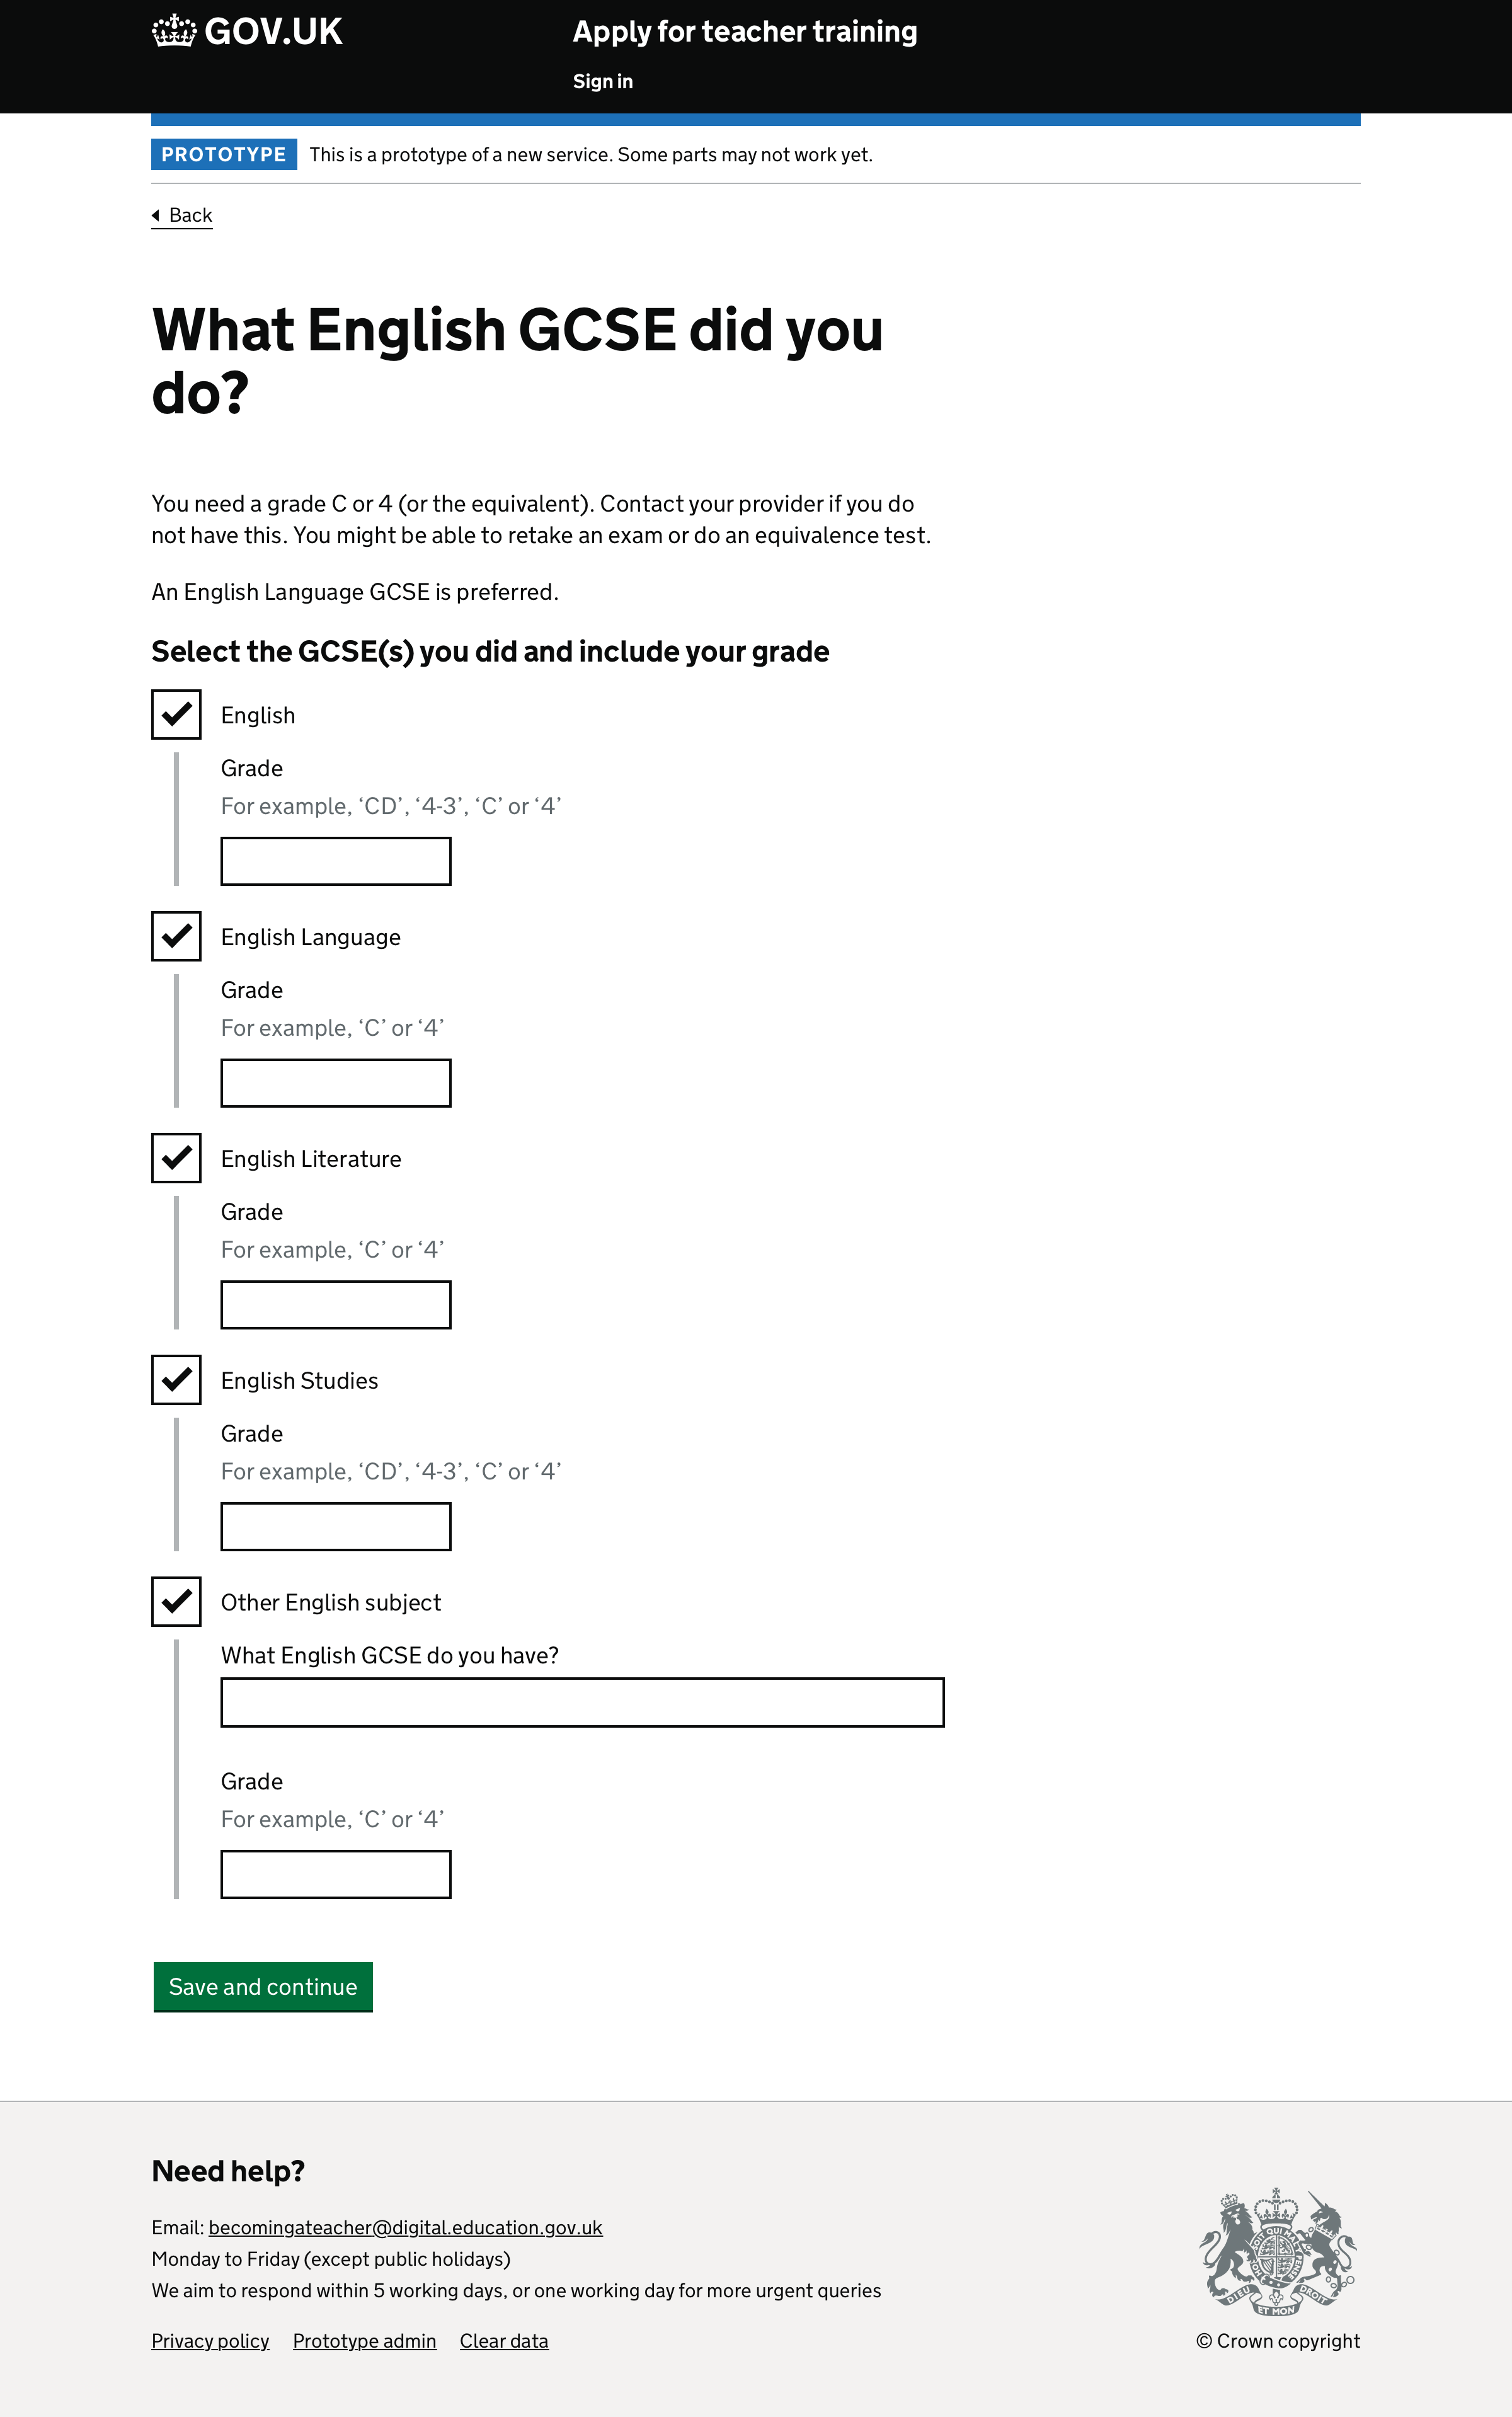 GOV.UK
Apply for teacher training
Sign in
PROTOTYPE This is a prototype of a new service. Some parts may not work yet.
Back
What English GCSE did you
do?
You need a grade C or 4 (or the equivalent). Contact your provider if you do
not have this. You might be able to retake an exam or do an equivalence test.
An English Language GCSE is preferred.
Select the GCSE(s) you did and include your grade
English
Grade
For example, ‘CD’, ‘4-3’, ‘C’ or ‘4’
English Language
Grade
For example, ‘C’ or ‘4’
English Literature
Grade
For example, ‘C’ or ‘4’
English Studies
Grade
For example, ‘CD’, ‘4-3’, ‘C’ or ‘4’
Other English subject
What English GCSE do you have?
Grade
For example, ‘C’ or ‘4’
Save and continue
Need help?
Email: becomingateacher@digital.education.gov.uk
Monday to Friday (except public holidays)
We aim to respond within 5 working days, or one working day for more urgent queries
Privacy policy Prototype admin Clear data
DIEU ET MON DROIT
© Crown copyright